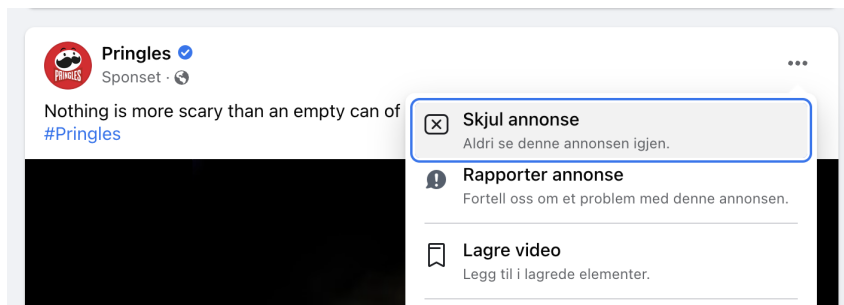 Pringles
PRINGLES
Sponset ·
Nothing is more scary than an empty can of
#Pringles
Skjul annonse
Aldri se denne annonsen igjen.
Rapporter annonse
Fortell oss om et problem med denne annonsen.
Lagre video
Legg til i lagrede elementer.